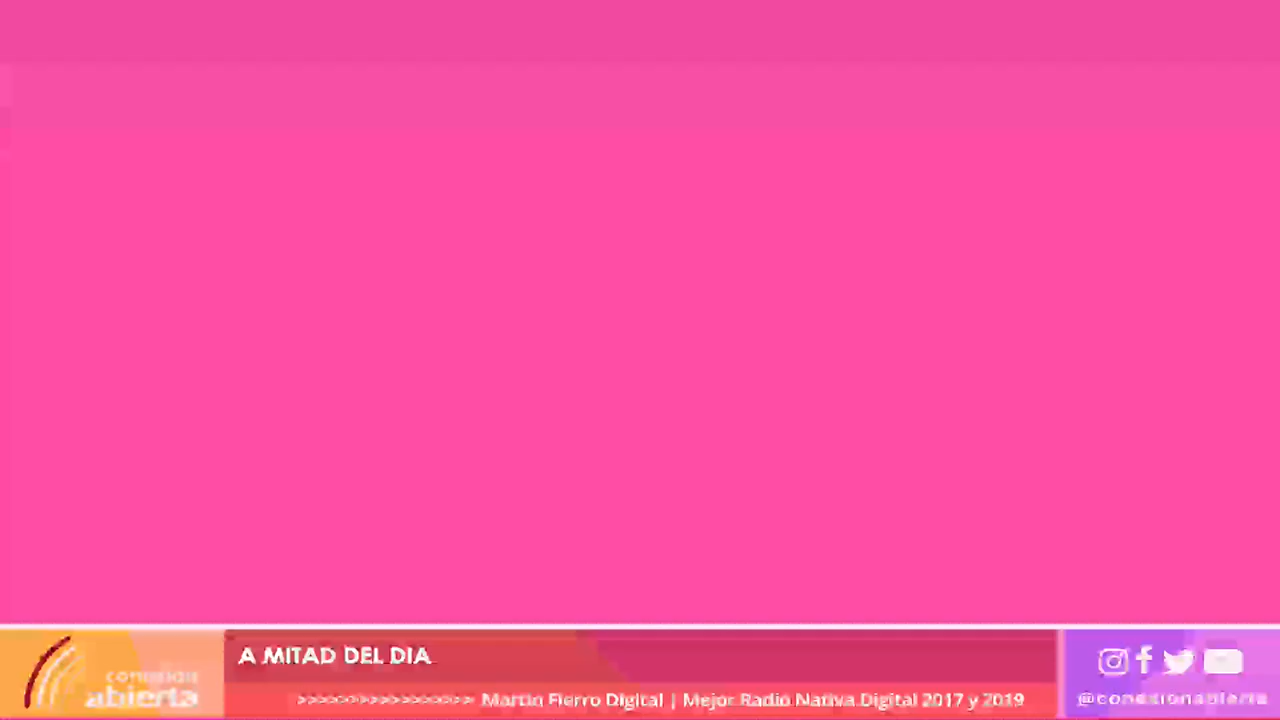 A MITAD DEL DIA
conexión
abierta
>>>>>>>>>>>>>>>>>>>> Martín Fierro Digital | Mejor Radio Nativa Digital 2017 y 2019
@conexionabierta